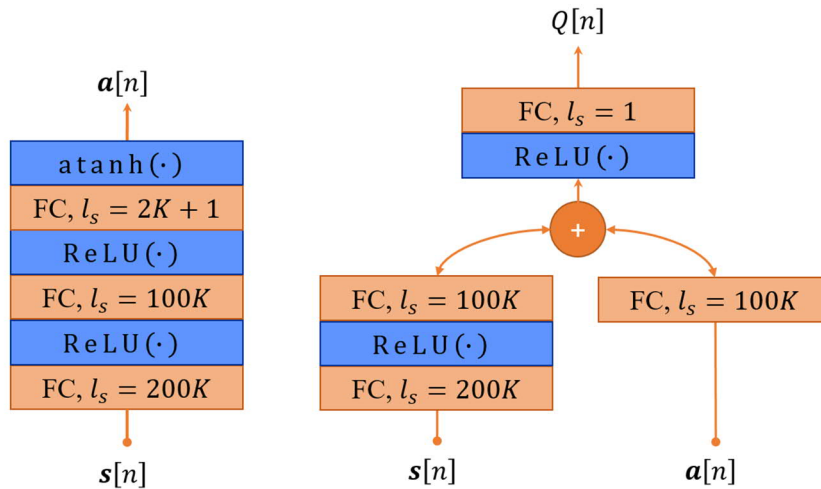 a[n]
atanh(·)
FC, l_s = 2K + 1
ReLU(·)
FC, l_s = 100K
ReLU(·)
FC, l_s = 200K
s[n]
Q[n]
FC, l_s = 1
ReLU(·)
+
FC, l_s = 100K
ReLU(·)
FC, l_s = 200K
s[n]
FC, l_s = 100K
a[n]